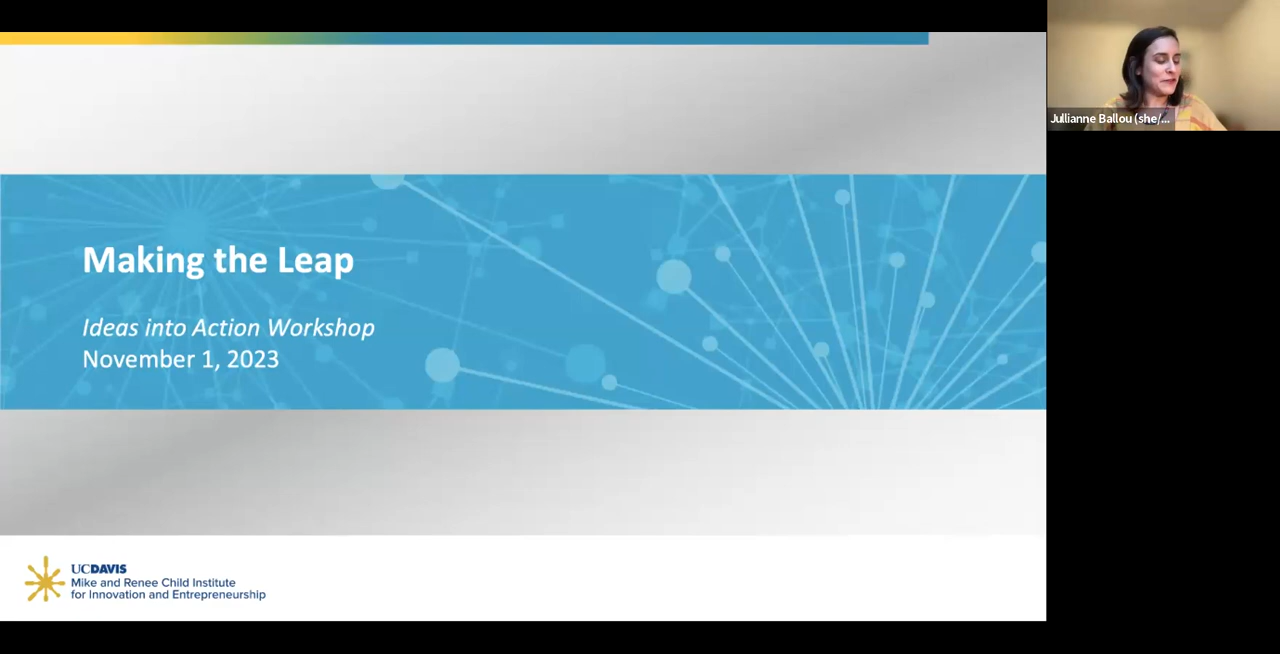 Making the Leap
Ideas into Action Workshop
November 1, 2023
UCDAVIS
Mike and Renee Child Institute
for Innovation and Entrepreneurship
Jullianne Ballou (she/...